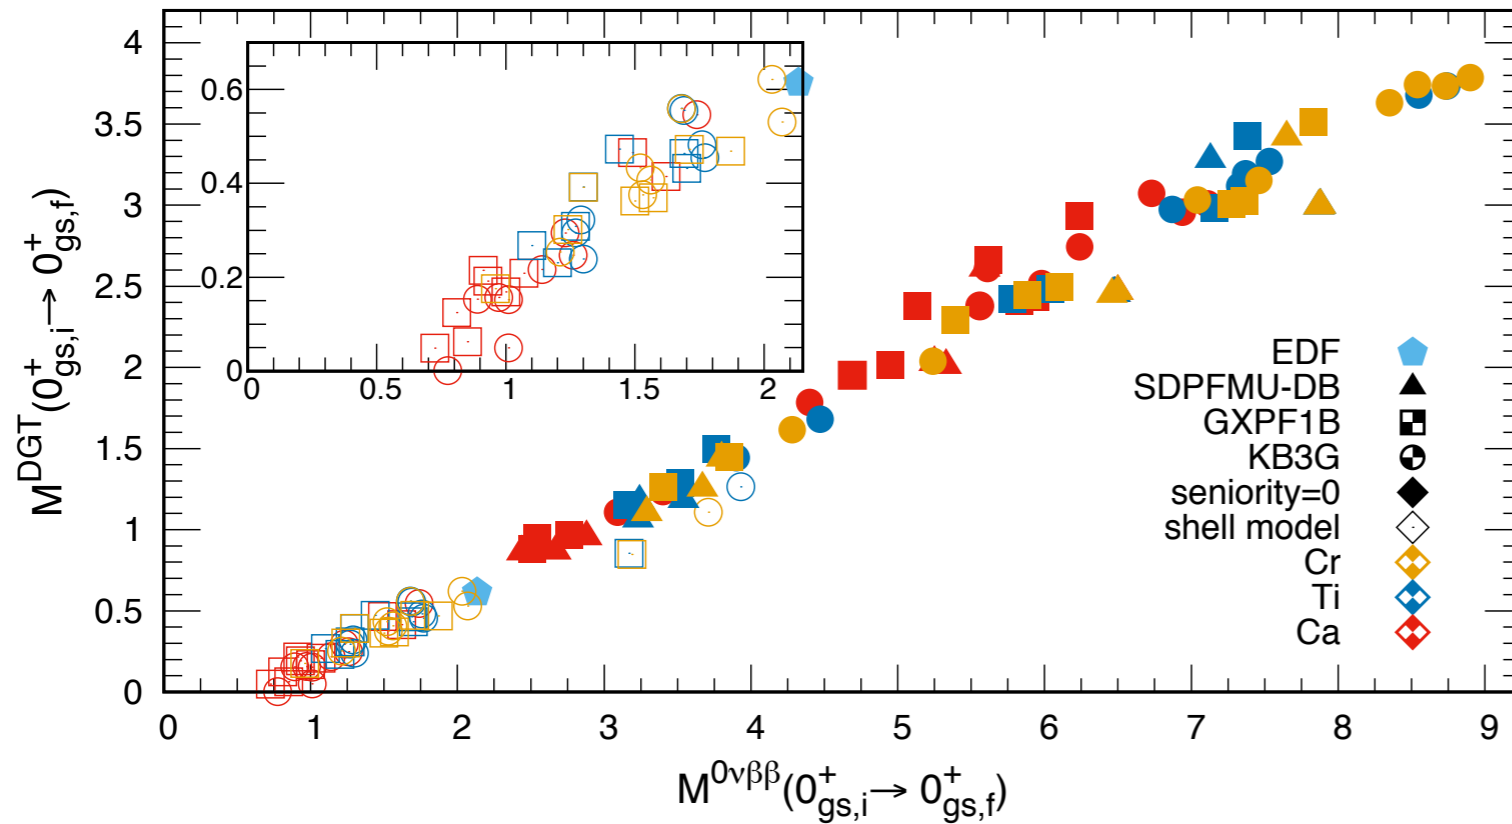 4
3.5
3
2.5
2
1.5
1
0.5
0
M^DGT(0^+_gs,i → 0^+_gs,f)
0.6
0.4
0.2
0
0 0.5 1 1.5 2
EDF
SDPFMU-DB
GXPF1B
KB3G
seniority=0
shell model
Cr
Ti
Ca
0 1 2 3 4 5 6 7 8 9
M^0νββ(0^+_gs,i → 0^+_gs,f)